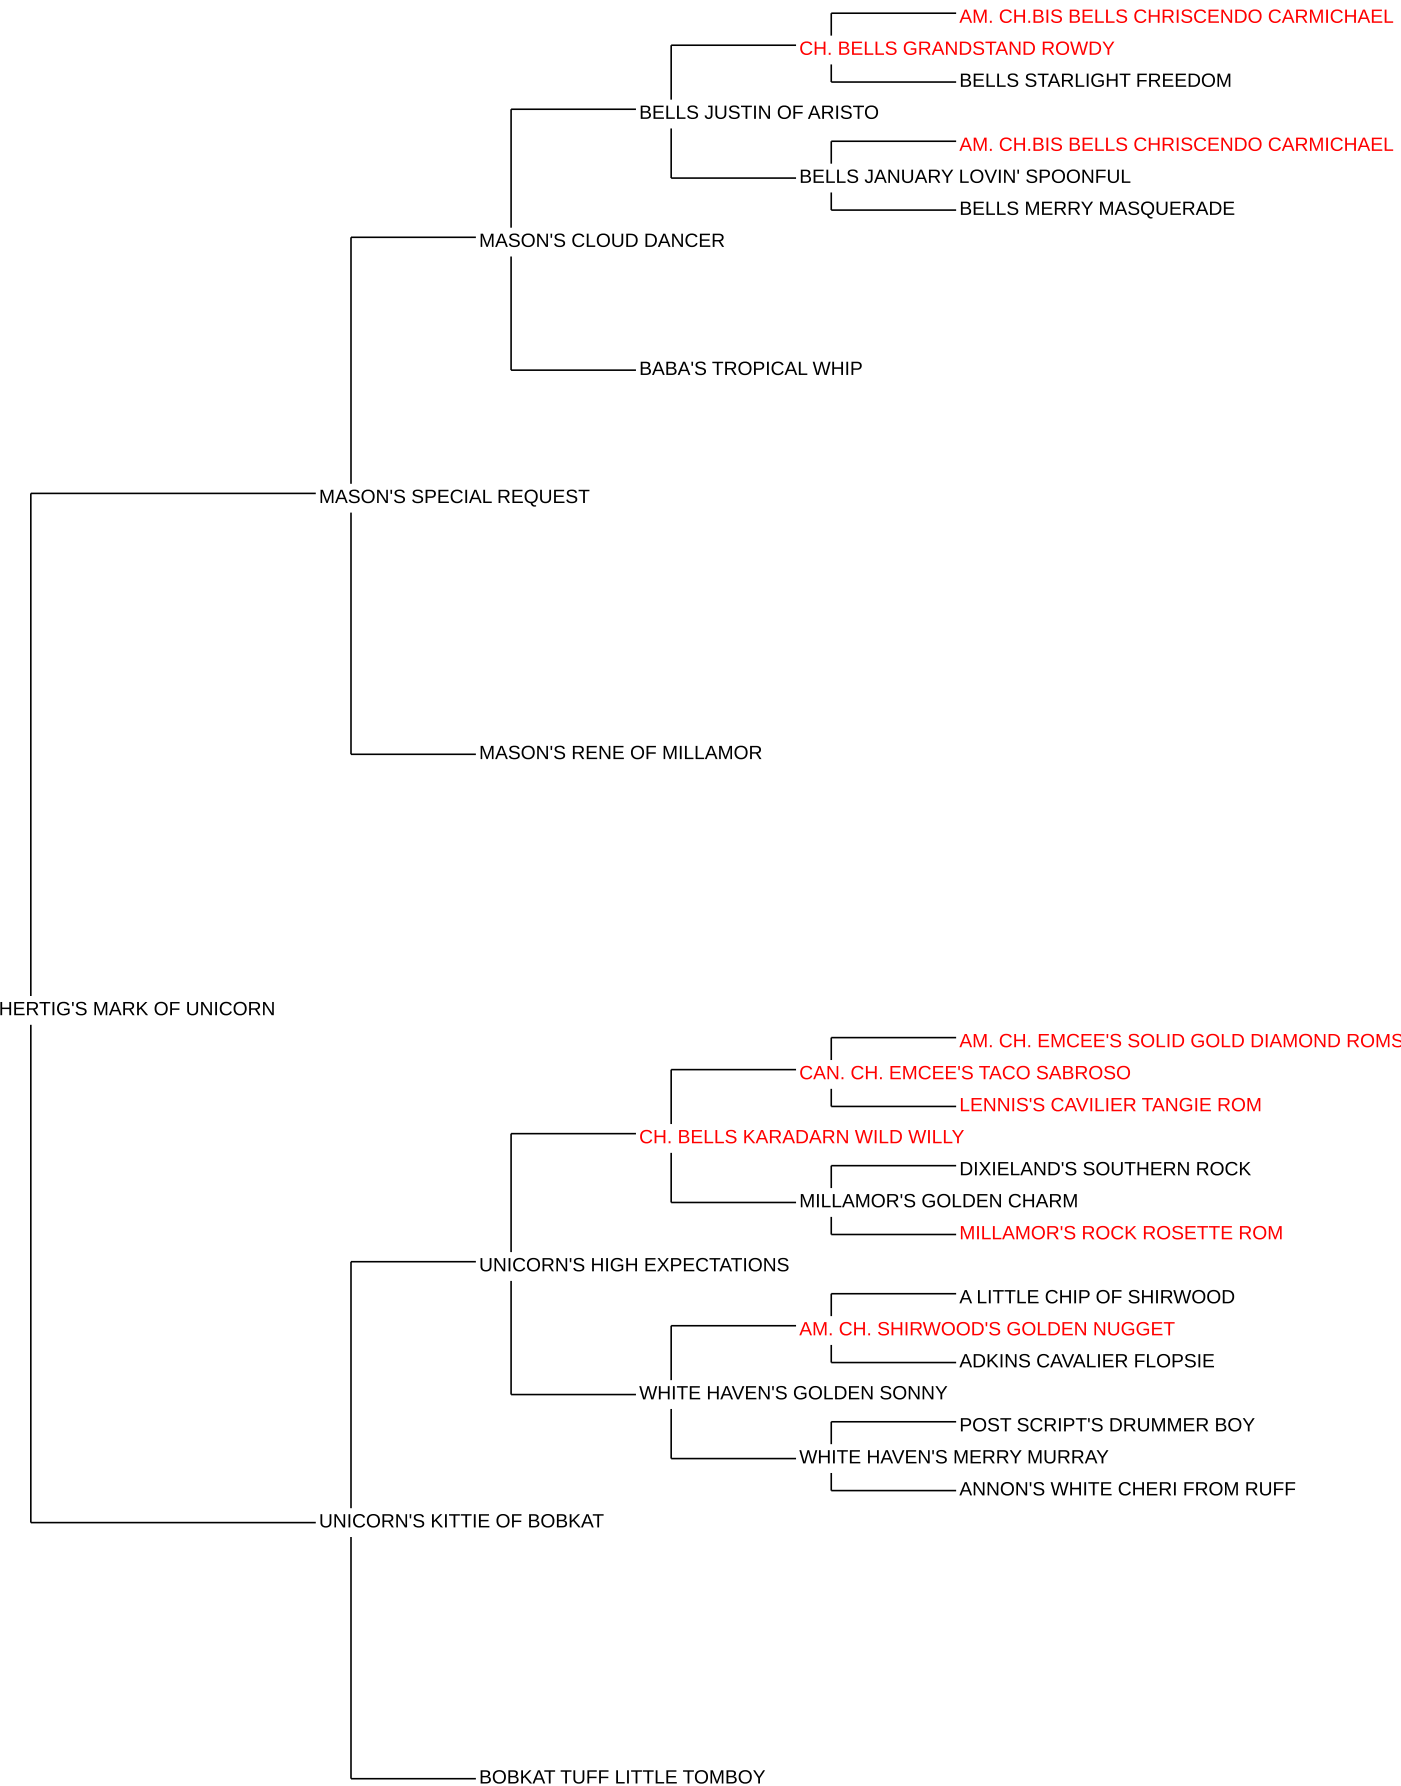 AM. CH.BIS BELLS CHRISCENDO CARMICHAEL
CH. BELLS GRANDSTAND ROWDY
BELLS STARLIGHT FREEDOM
BELLS JUSTIN OF ARISTO
AM. CH.BIS BELLS CHRISCENDO CARMICHAEL
BELLS JANUARY LOVIN' SPOONFUL
BELLS MERRY MASQUERADE
MASON'S CLOUD DANCER
BABA'S TROPICAL WHIP
MASON'S SPECIAL REQUEST
MASON'S RENE OF MILLAMOR
HERTIG'S MARK OF UNICORN
AM. CH. EMCEE'S SOLID GOLD DIAMOND ROMS
CAN. CH. EMCEE'S TACO SABROSO
LENNIS'S CAVILIER TANGIE ROM
CH. BELLS KARADARN WILD WILLY
DIXIELAND'S SOUTHERN ROCK
MILLAMOR'S GOLDEN CHARM
MILLAMOR'S ROCK ROSETTE ROM
UNICORN'S HIGH EXPECTATIONS
A LITTLE CHIP OF SHIRWOOD
AM. CH. SHIRWOOD'S GOLDEN NUGGET
ADKINS CAVALIER FLOPSIE
WHITE HAVEN'S GOLDEN SONNY
POST SCRIPT'S DRUMMER BOY
WHITE HAVEN'S MERRY MURRAY
ANNON'S WHITE CHERI FROM RUFF
UNICORN'S KITTIE OF BOBKAT
BOBKAT TUFF LITTLE TOMBOY